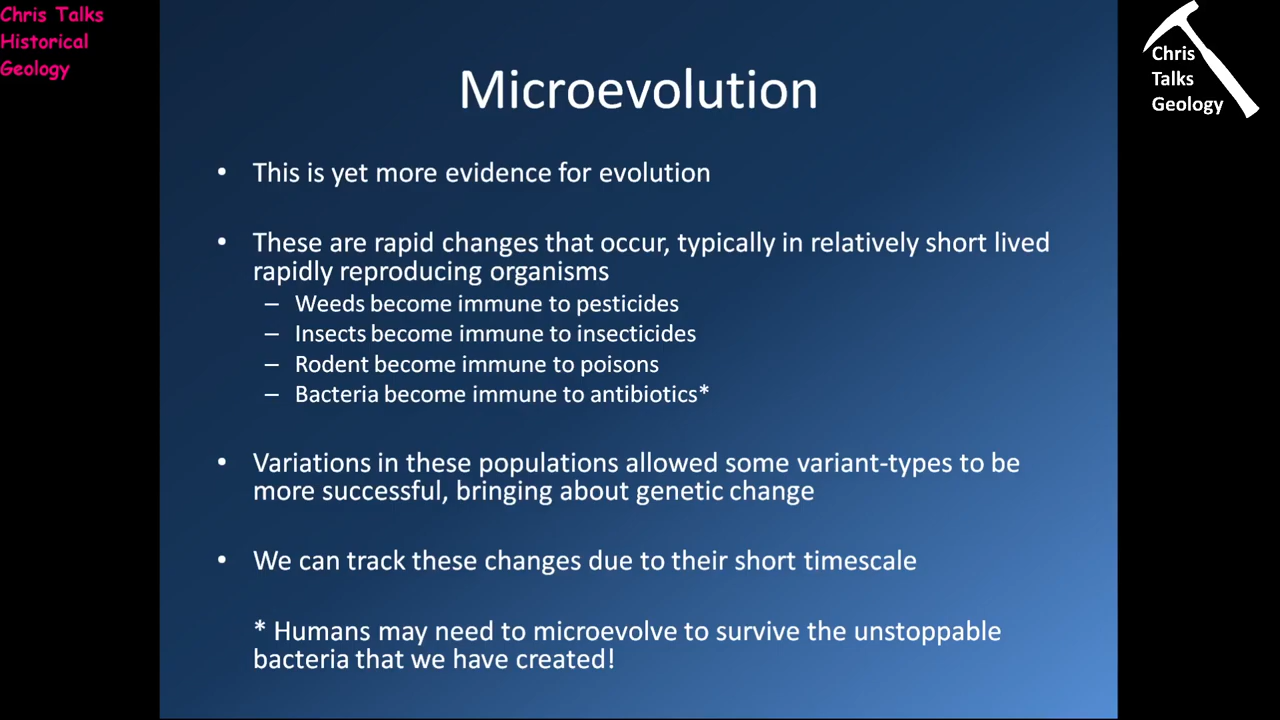 Chris Talks
Historical
Geology
Chris
Talks
Geology
Microevolution
• This is yet more evidence for evolution
• These are rapid changes that occur, typically in relatively short lived
rapidly reproducing organisms
– Weeds become immune to pesticides
– Insects become immune to insecticides
– Rodent become immune to poisons
– Bacteria become immune to antibiotics*
• Variations in these populations allowed some variant-types to be
more successful, bringing about genetic change
• We can track these changes due to their short timescale
* Humans may need to microevolve to survive the unstoppable
bacteria that we have created!